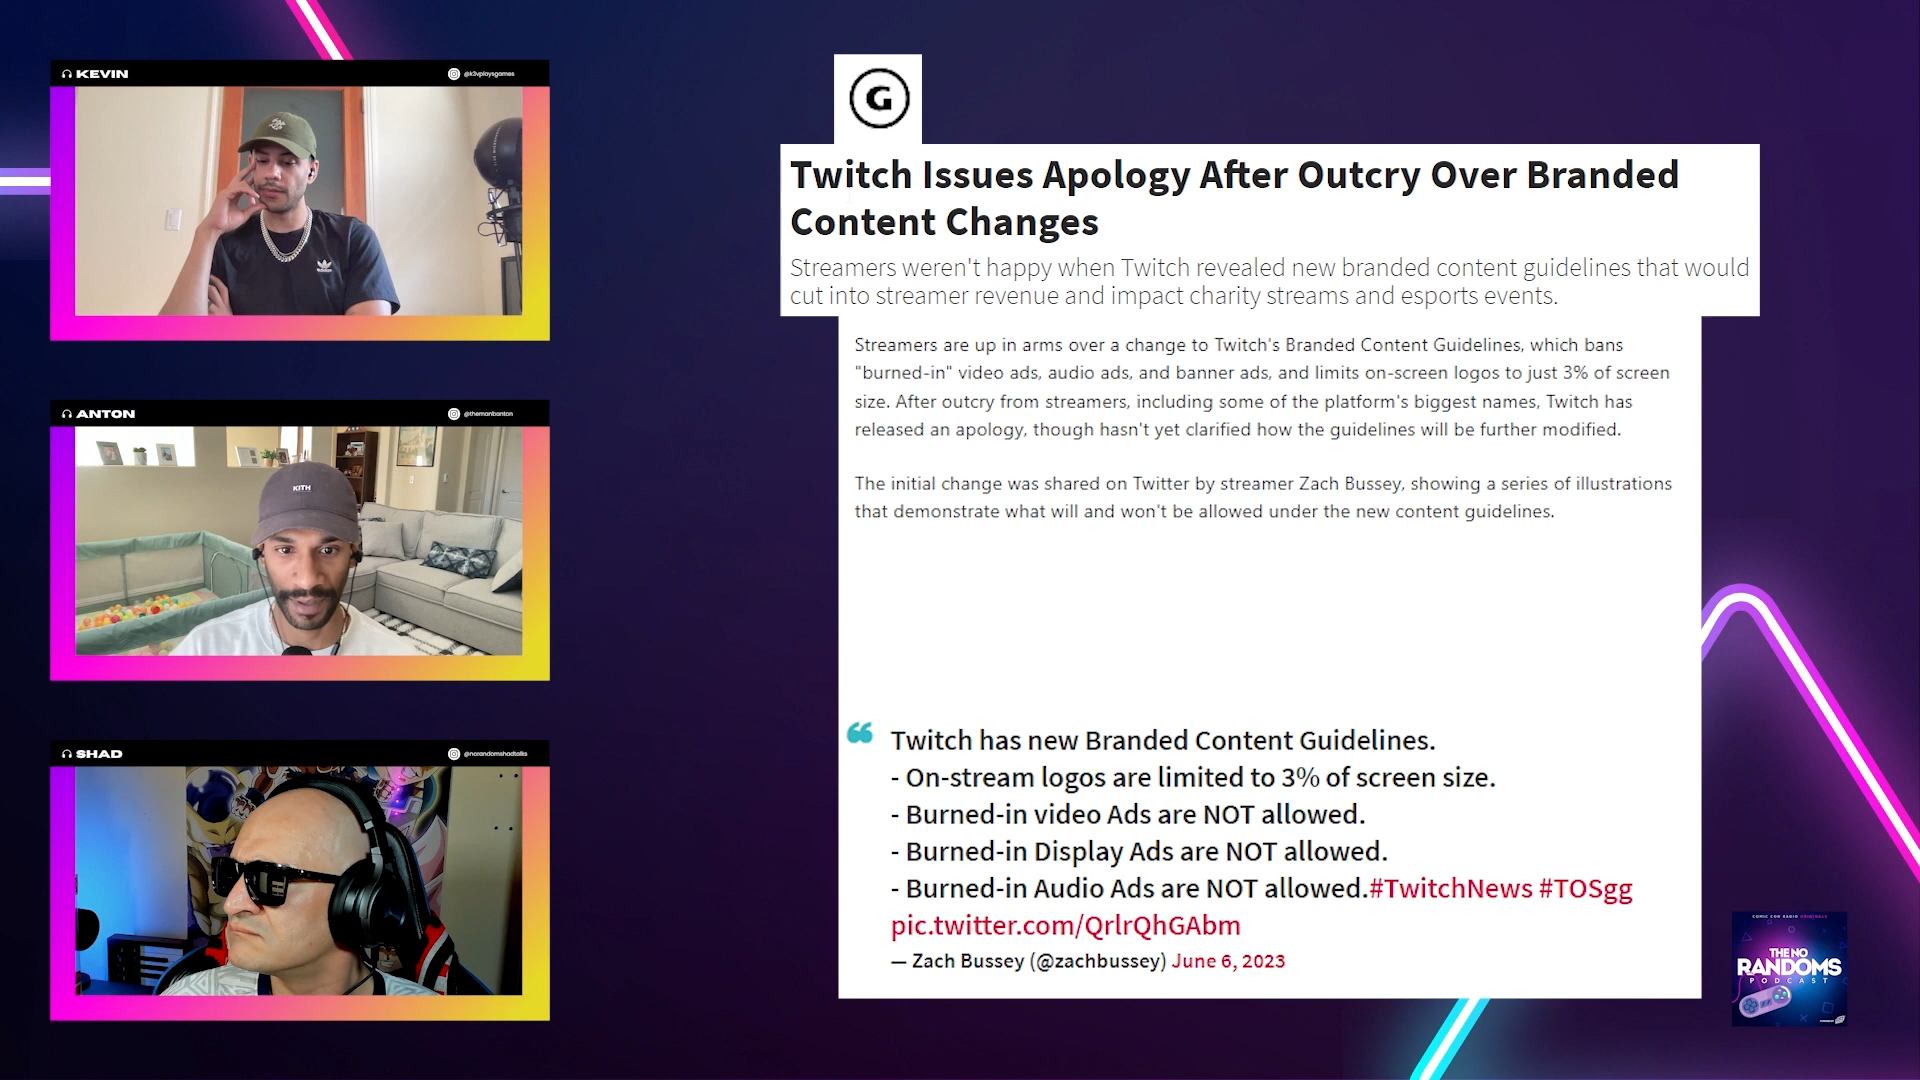 KEVIN
@k3vplaysgames
ANTON
@themanbanton
KITH
SHAD
@norandomshadtalks
G
Twitch Issues Apology After Outcry Over Branded
Content Changes
Streamers weren't happy when Twitch revealed new branded content guidelines that would
cut into streamer revenue and impact charity streams and esports events.
Streamers are up in arms over a change to Twitch's Branded Content Guidelines, which bans
"burned-in" video ads, audio ads, and banner ads, and limits on-screen logos to just 3% of screen
size. After outcry from streamers, including some of the platform's biggest names, Twitch has
released an apology, though hasn't yet clarified how the guidelines will be further modified.
The initial change was shared on Twitter by streamer Zach Bussey, showing a series of illustrations
that demonstrate what will and won't be allowed under the new content guidelines.
❝ Twitch has new Branded Content Guidelines.
- On-stream logos are limited to 3% of screen size.
- Burned-in video Ads are NOT allowed.
- Burned-in Display Ads are NOT allowed.
- Burned-in Audio Ads are NOT allowed.#TwitchNews #TOSgg
pic.twitter.com/QrlrQhGAbm
— Zach Bussey (@zachbussey) June 6, 2023
COMIC CON RADIO ORIGINALS
THE NO
RANDOMS
PODCAST